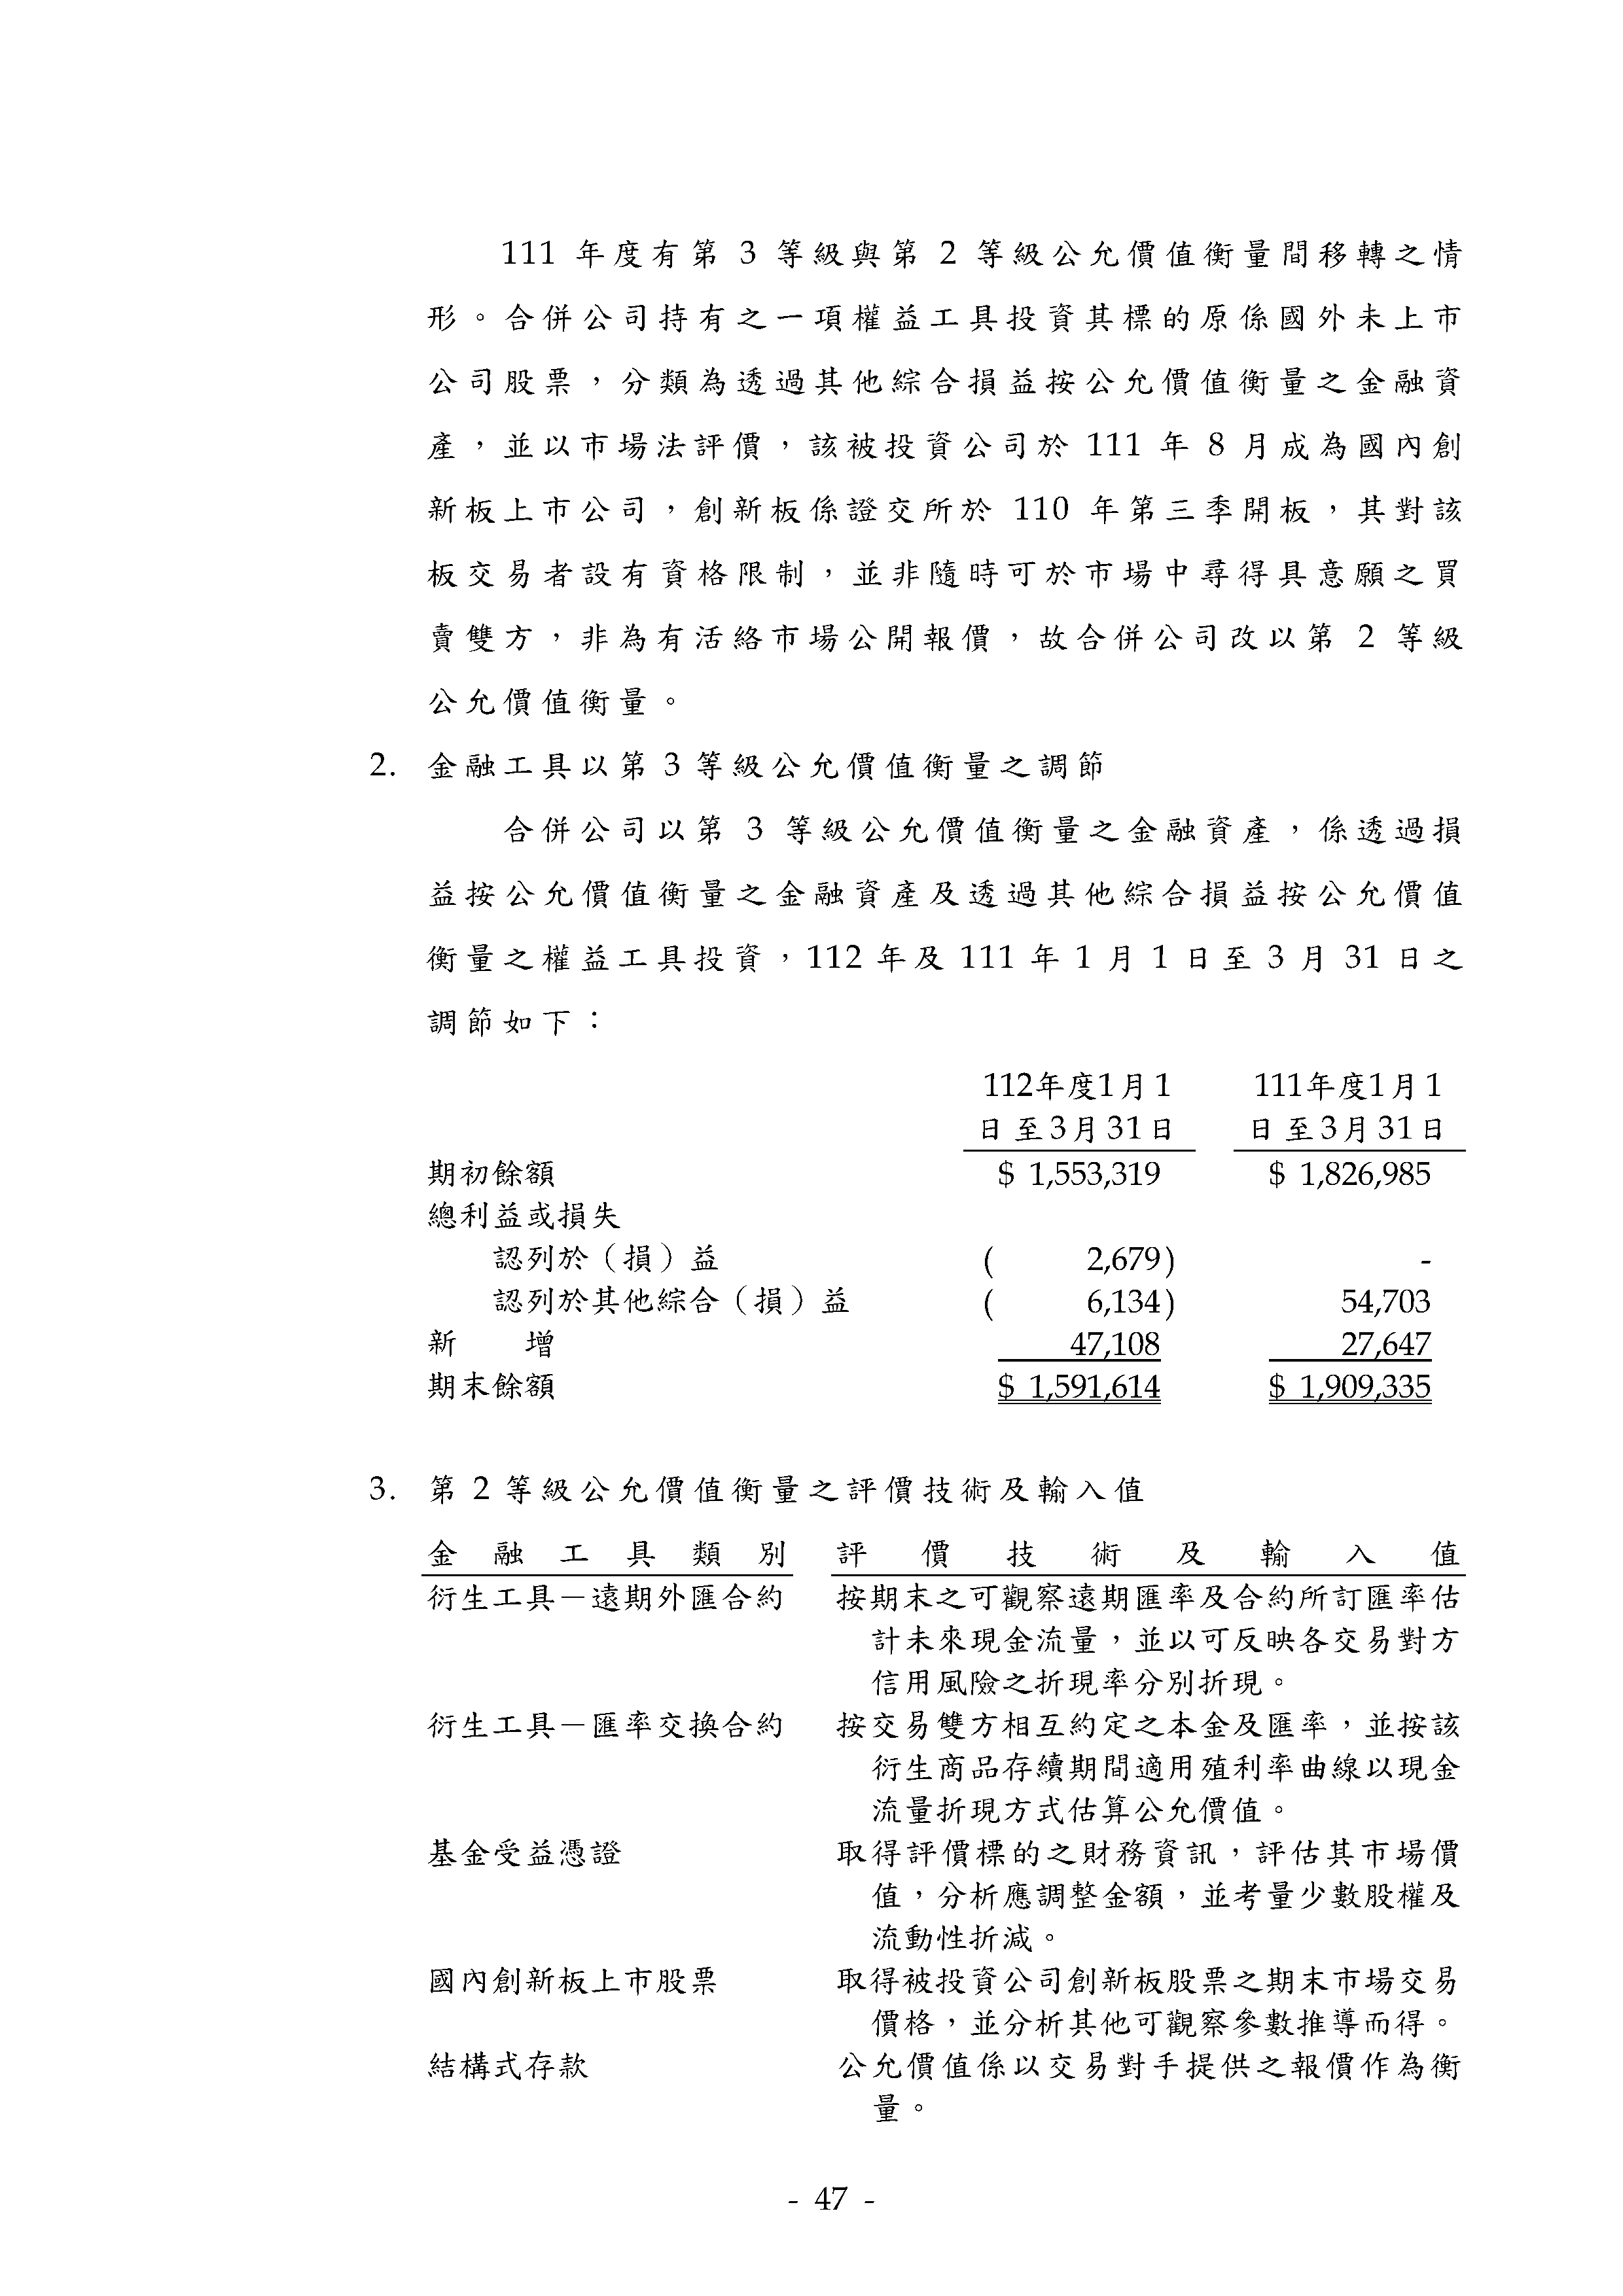 111 年度有第 3 等級與第 2 等級公允價值衡量間移轉之情
形。合併公司持有之一項權益工具投資其標的原係國外未上市
公司股票，分類為透過其他綜合損益按公允價值衡量之金融資
產，並以市場法評價，該被投資公司於 111 年 8 月成為國內創
新板上市公司，創新板係證交所於 110 年第三季開板，其對該
板交易者設有資格限制，並非隨時可於市場中尋得具意願之買
賣雙方，非為有活絡市場公開報價，故合併公司改以第 2 等級
公允價值衡量。
2. 金融工具以第 3 等級公允價值衡量之調節
合併公司以第 3 等級公允價值衡量之金融資產，係透過損
益按公允價值衡量之金融資產及透過其他綜合損益按公允價值
衡量之權益工具投資，112 年及 111 年 1 月 1 日至 3 月 31 日之
調節如下：
112年度1月1 111年度1月1
日至3月31日 日至3月31日
期初餘額 $ 1,553,319 $ 1,826,985
總利益或損失
認列於（損）益 ( 2,679) -
認列於其他綜合（損）益 ( 6,134) 54,703
新 增 47,108 27,647
期末餘額 $ 1,591,614 $ 1,909,335
3. 第 2 等級公允價值衡量之評價技術及輸入值
金融工具類別 評價技術及輸入值
衍生工具－遠期外匯合約 按期末之可觀察遠期匯率及合約所訂匯率估
計未來現金流量，並以可反映各交易對方
信用風險之折現率分別折現。
衍生工具－匯率交換合約 按交易雙方相互約定之本金及匯率，並按該
衍生商品存續期間適用殖利率曲線以現金
流量折現方式估算公允價值。
基金受益憑證 取得評價標的之財務資訊，評估其市場價
值，分析應調整金額，並考量少數股權及
流動性折減。
國內創新板上市股票 取得被投資公司創新板股票之期末市場交易
價格，並分析其他可觀察參數推導而得。
結構式存款 公允價值係以交易對手提供之報價作為衡
量。
- 47 -